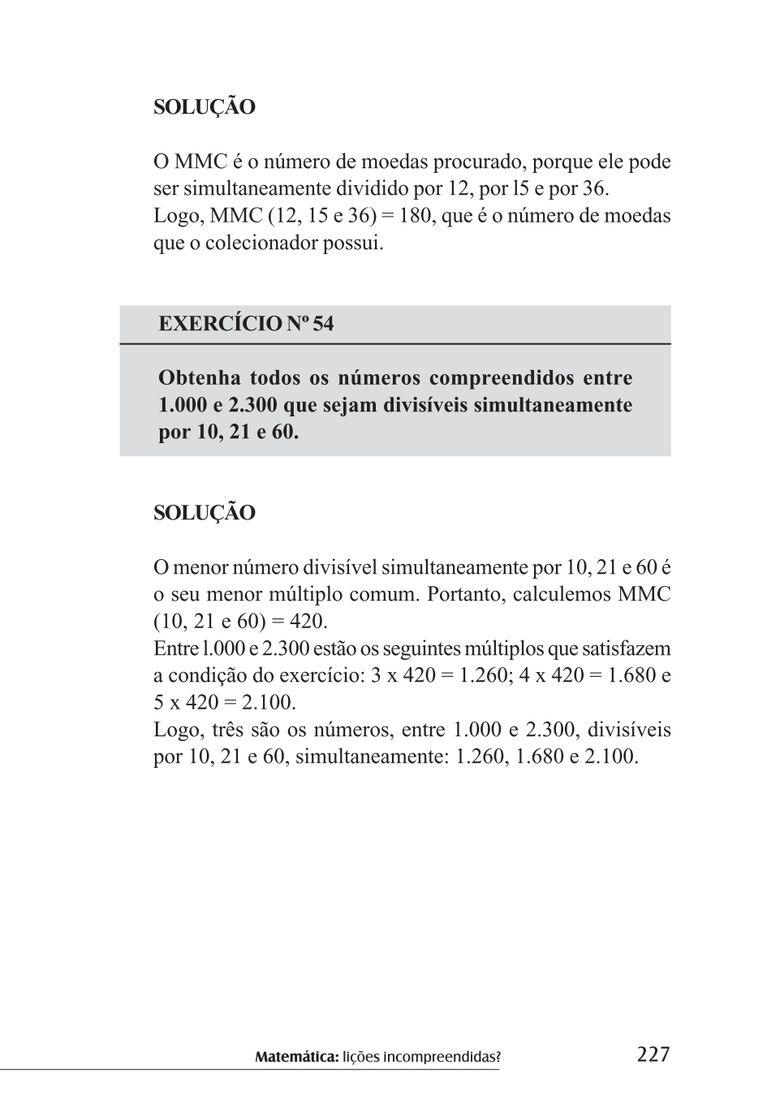 SOLUÇÃO
O MMC é o número de moedas procurado, porque ele pode
ser simultaneamente dividido por 12, por l5 e por 36.
Logo, MMC (12, 15 e 36) = 180, que é o número de moedas
que o colecionador possui.
EXERCÍCIO Nº 54
Obtenha todos os números compreendidos entre
1.000 e 2.300 que sejam divisíveis simultaneamente
por 10, 21 e 60.
SOLUÇÃO
O menor número divisível simultaneamente por 10, 21 e 60 é
o seu menor múltiplo comum. Portanto, calculemos MMC
(10, 21 e 60) = 420.
Entre l.000 e 2.300 estão os seguintes múltiplos que satisfazem
a condição do exercício: 3 x 420 = 1.260; 4 x 420 = 1.680 e
5 x 420 = 2.100.
Logo, três são os números, entre 1.000 e 2.300, divisíveis
por 10, 21 e 60, simultaneamente: 1.260, 1.680 e 2.100.
Matemática: lições incompreendidas? 227